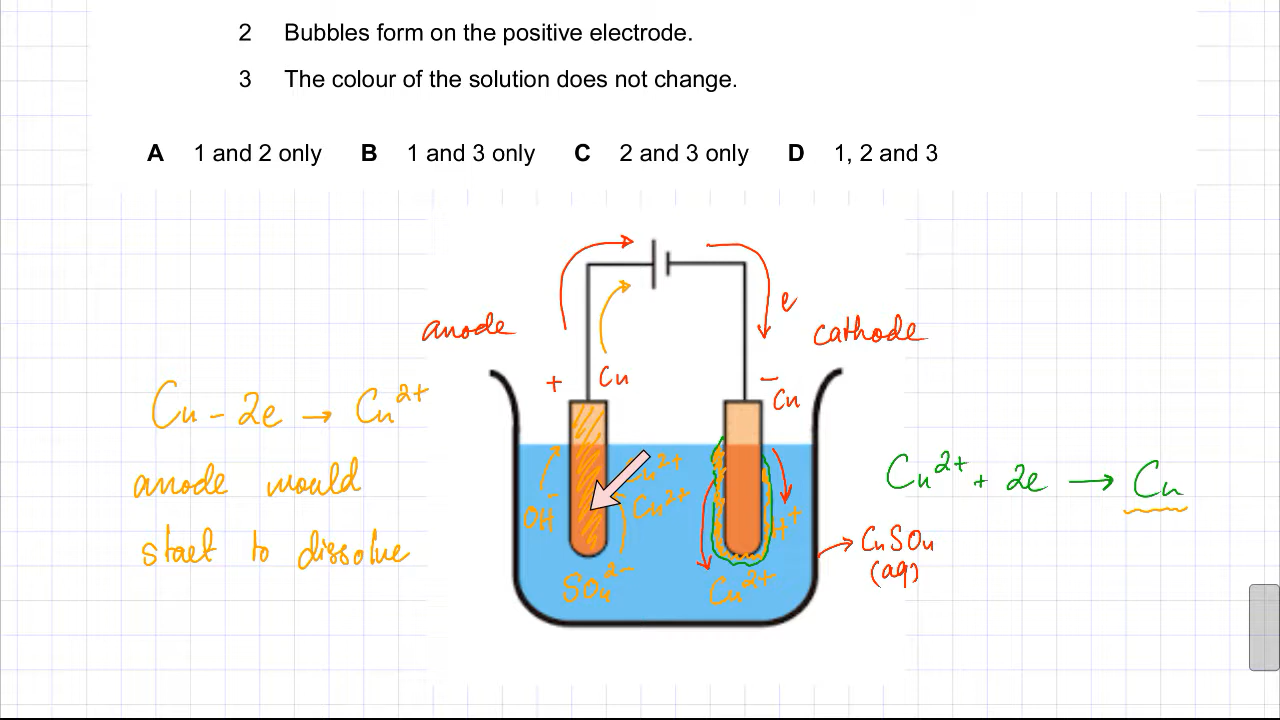 2 Bubbles form on the positive electrode.
3 The colour of the solution does not change.
A 1 and 2 only B 1 and 3 only C 2 and 3 only D 1, 2 and 3
e
anode
cathode
+ Cu
− Cu
Cu - 2e → Cu²⁺
anode would
start to dissolve
OH⁻
Cu²⁺
Cu²⁺
H⁺
SO₄²⁻
Cu²⁺
Cu²⁺ + 2e → Cu
CuSO₄
(aq)